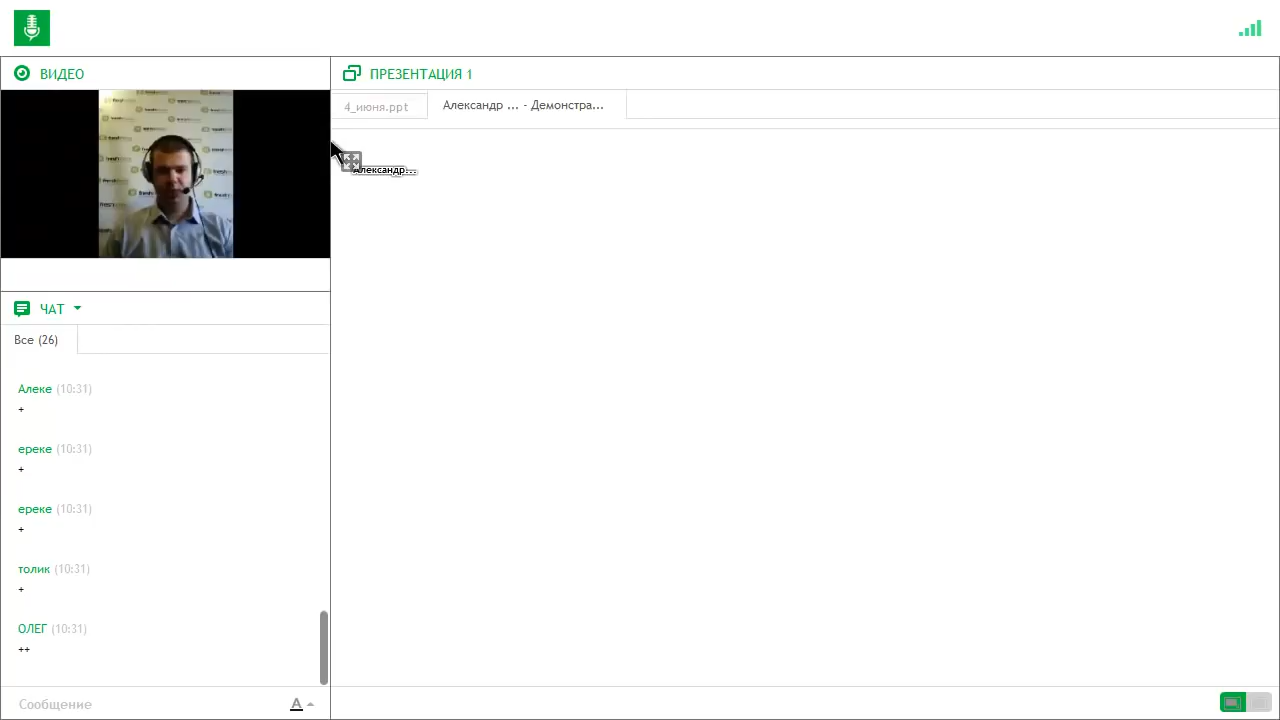 ВИДЕО
ПРЕЗЕНТАЦИЯ 1
4_июня.ppt
Александр ... - Демонстра...
Александр...
ЧАТ
Все (26)
Алеке (10:31)
+
ереке (10:31)
+
ереке (10:31)
+
толик (10:31)
+
ОЛЕГ (10:31)
++
Сообщение
A